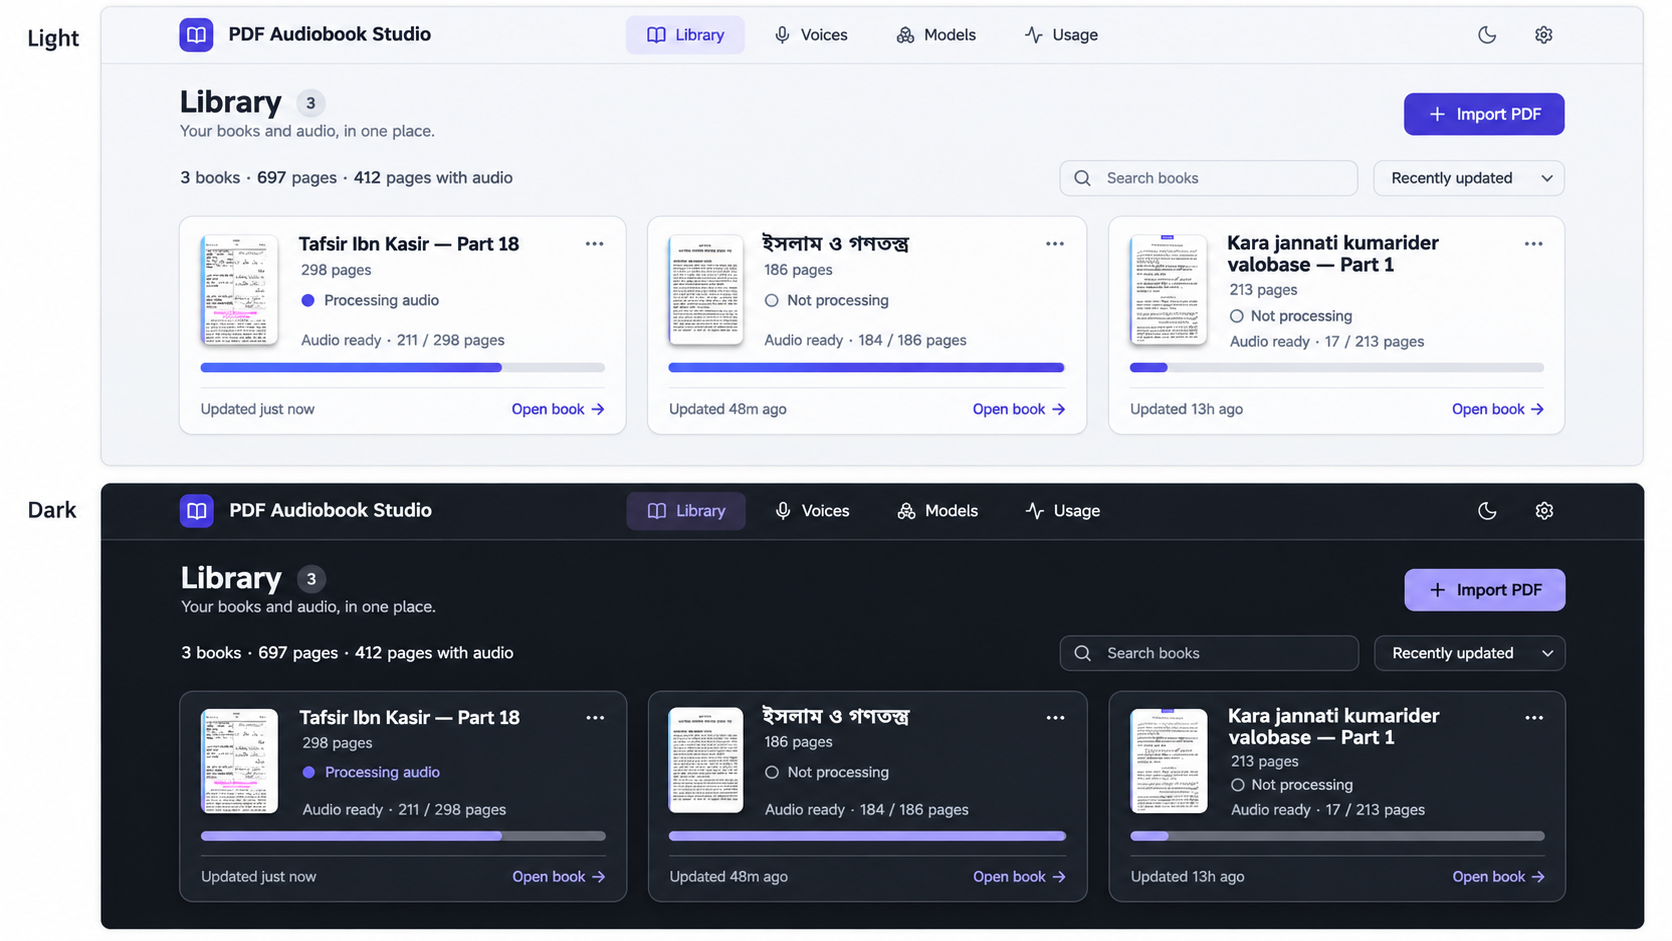 Light
PDF Audiobook Studio
Library
Voices
Models
Usage
Library 3
Your books and audio, in one place.
+ Import PDF
3 books · 697 pages · 412 pages with audio
Search books
Recently updated
Tafsir Ibn Kasir — Part 18
298 pages
Processing audio
Audio ready · 211 / 298 pages
Updated just now
Open book →
ইসলাম ও গণতন্ত্র
186 pages
Not processing
Audio ready · 184 / 186 pages
Updated 48m ago
Open book →
Kara jannati kumarider
valobase — Part 1
213 pages
Not processing
Audio ready · 17 / 213 pages
Updated 13h ago
Open book →
Dark
PDF Audiobook Studio
Library
Voices
Models
Usage
Library 3
Your books and audio, in one place.
+ Import PDF
3 books · 697 pages · 412 pages with audio
Search books
Recently updated
Tafsir Ibn Kasir — Part 18
298 pages
Processing audio
Audio ready · 211 / 298 pages
Updated just now
Open book →
ইসলাম ও গণতন্ত্র
186 pages
Not processing
Audio ready · 184 / 186 pages
Updated 48m ago
Open book →
Kara jannati kumarider
valobase — Part 1
213 pages
Not processing
Audio ready · 17 / 213 pages
Updated 13h ago
Open book →